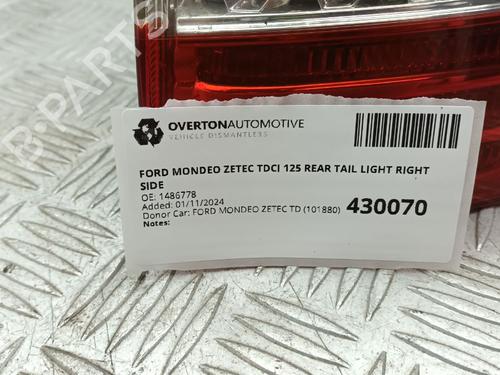 OVERTONAUTOMOTIVE
VEHICLE DISMANTLERS
FORD MONDEO ZETEC TDCI 125 REAR TAIL LIGHT RIGHT
SIDE
OE: 1486778
Added: 01/11/2024
Donor Car: FORD MONDEO ZETEC TD (101880)
430070
Notes:
B-PARTS